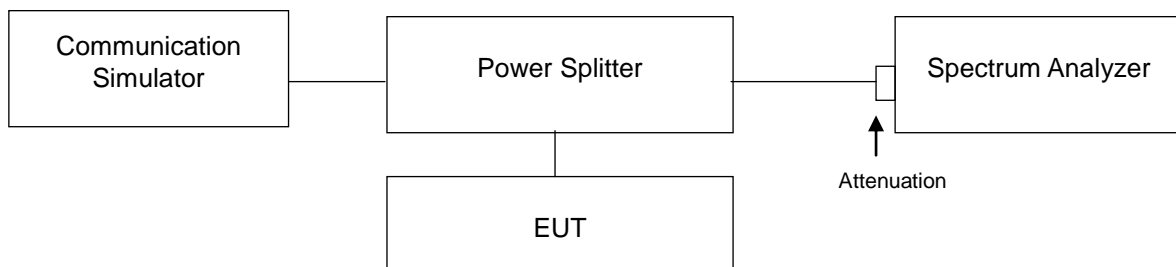 Communication
Simulator
Power Splitter
Spectrum Analyzer
Attenuation
EUT